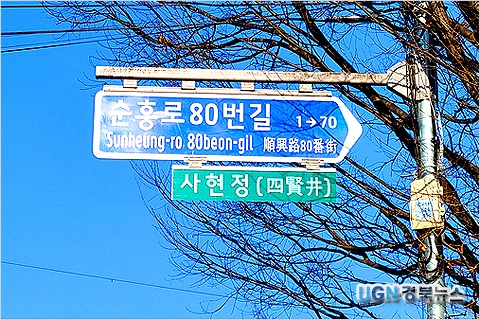 순흥로 80번길 1→70
Sunheung-ro 80beon-gil 順興路80番街
사현정(四賢井)
UGN경북뉴스